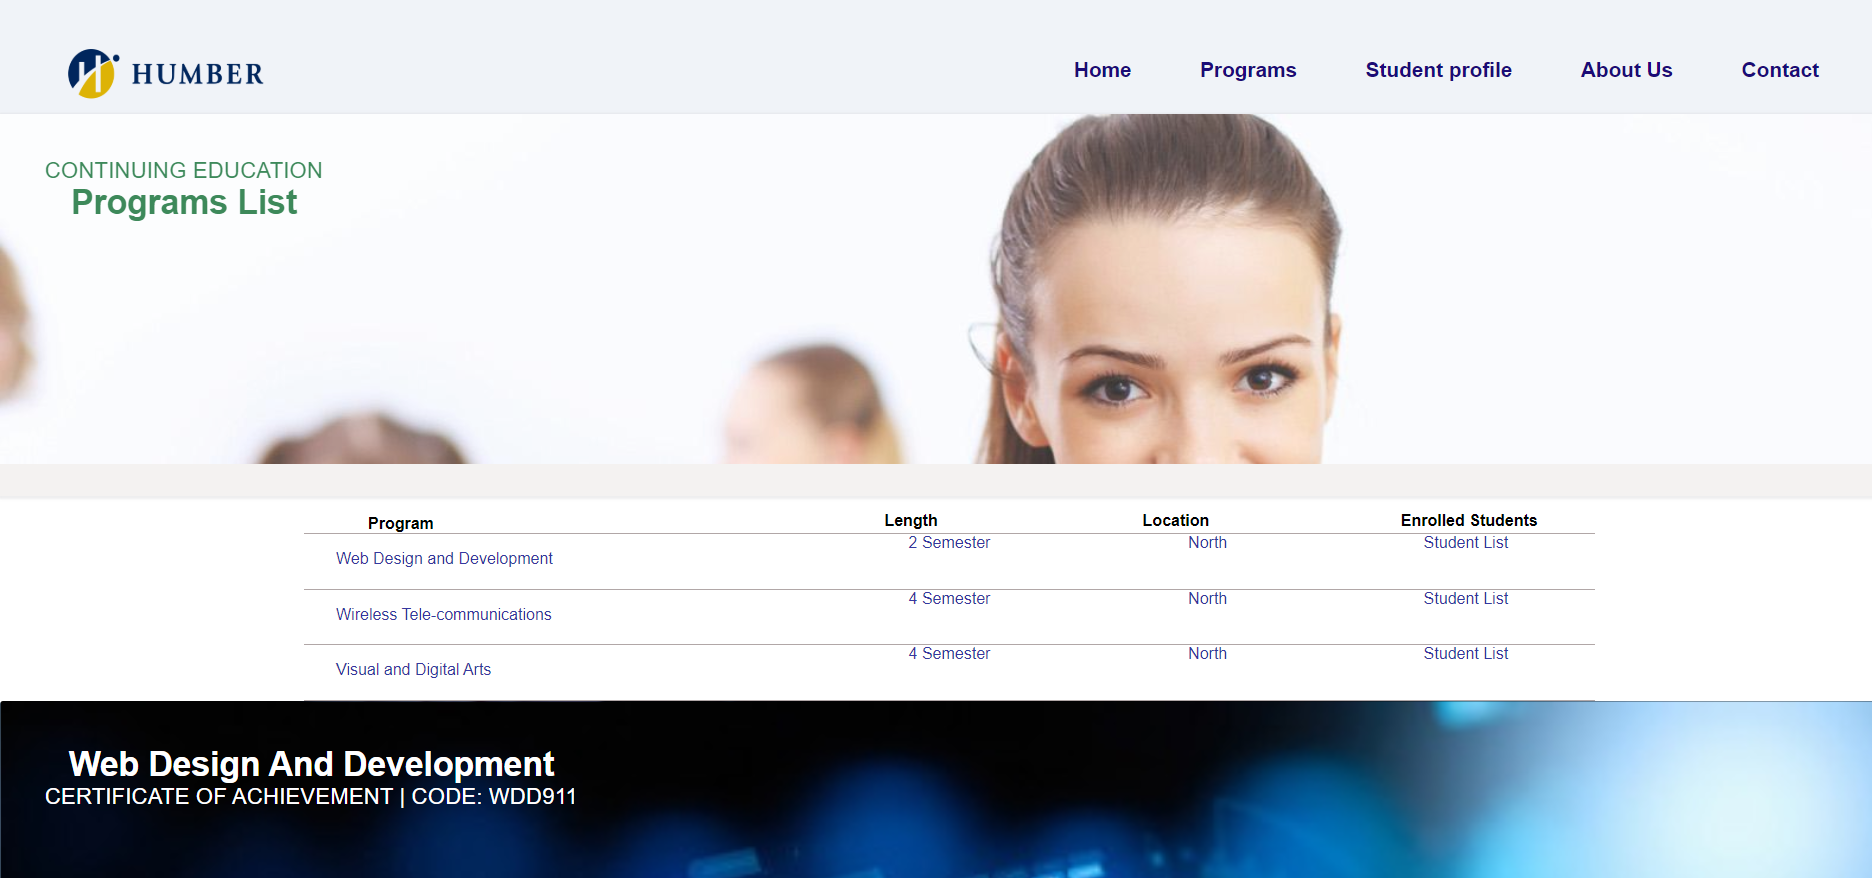 HUMBER
Home Programs Student profile About Us Contact
CONTINUING EDUCATION
Programs List
Program Length Location Enrolled Students
Web Design and Development 2 Semester North Student List
Wireless Tele-communications 4 Semester North Student List
Visual and Digital Arts 4 Semester North Student List
Web Design And Development
CERTIFICATE OF ACHIEVEMENT | CODE: WDD911